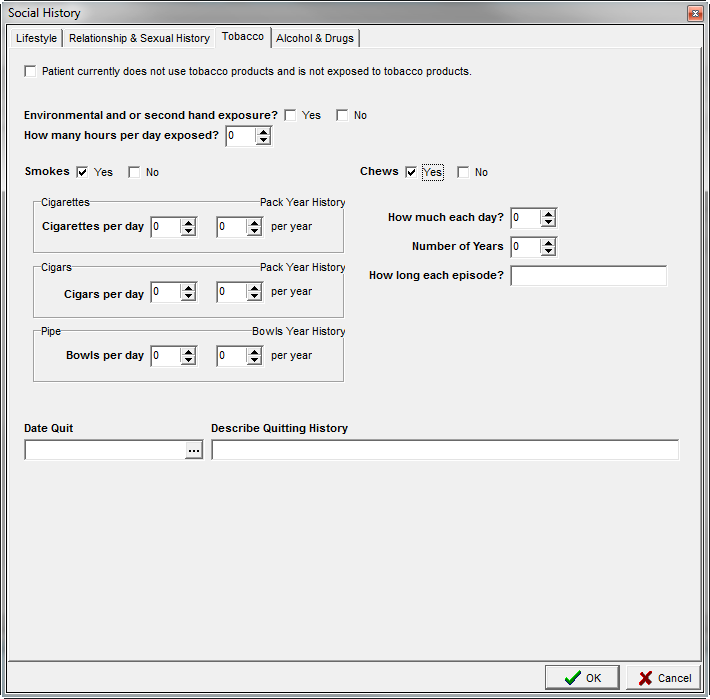 Social History
Lifestyle Relationship & Sexual History Tobacco Alcohol & Drugs
Patient currently does not use tobacco products and is not exposed to tobacco products.
Environmental and or second hand exposure? Yes No
How many hours per day exposed? 0
Smokes Yes No
Cigarettes Pack Year History
Cigarettes per day 0 0 per year
Cigars Pack Year History
Cigars per day 0 0 per year
Pipe Bowls Year History
Bowls per day 0 0 per year
Chews Yes No
How much each day? 0
Number of Years 0
How long each episode?
Date Quit Describe Quitting History
...
OK Cancel